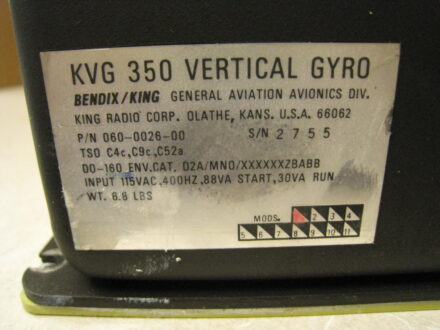 KVG 350 VERTICAL GYRO
BENDIX/KING GENERAL AVIATION AVIONICS DIV.
KING RADIO CORP. OLATHE, KANS. U.S.A. 66062
P/N 060-0026-00 S/N 2755
TSO C4c, C9c, C52a
DO-160 ENV.CAT. D2A/MNO/XXXXXXZBABB
INPUT 115VAC, 400HZ, 88VA START, 30VA RUN
WT. 6.8 LBS
MODS. 1 2 3 4
5 6 7 8 9 10 11